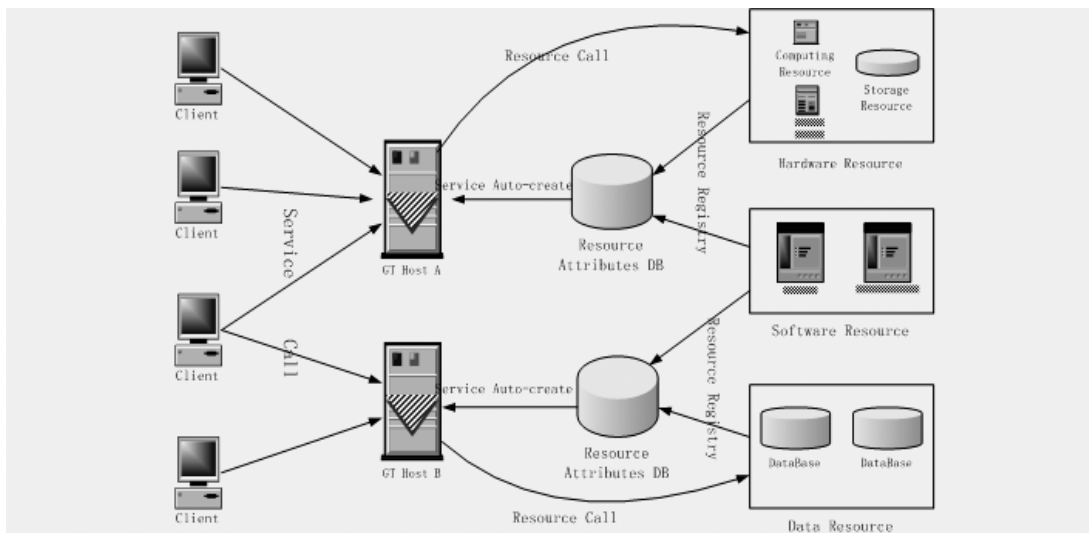 Client
Client
Client
Client
Service
Call
GT Host A
GT Host B
Resource Call
Service Auto-create
Service Auto-create
Resource Call
Resource
Attributes DB
Resource
Attributes DB
Resource Registry
Resource Registry
Computing
Resource
Storage
Resource
Hardware Resource
Software Resource
DataBase
DataBase
Data Resource